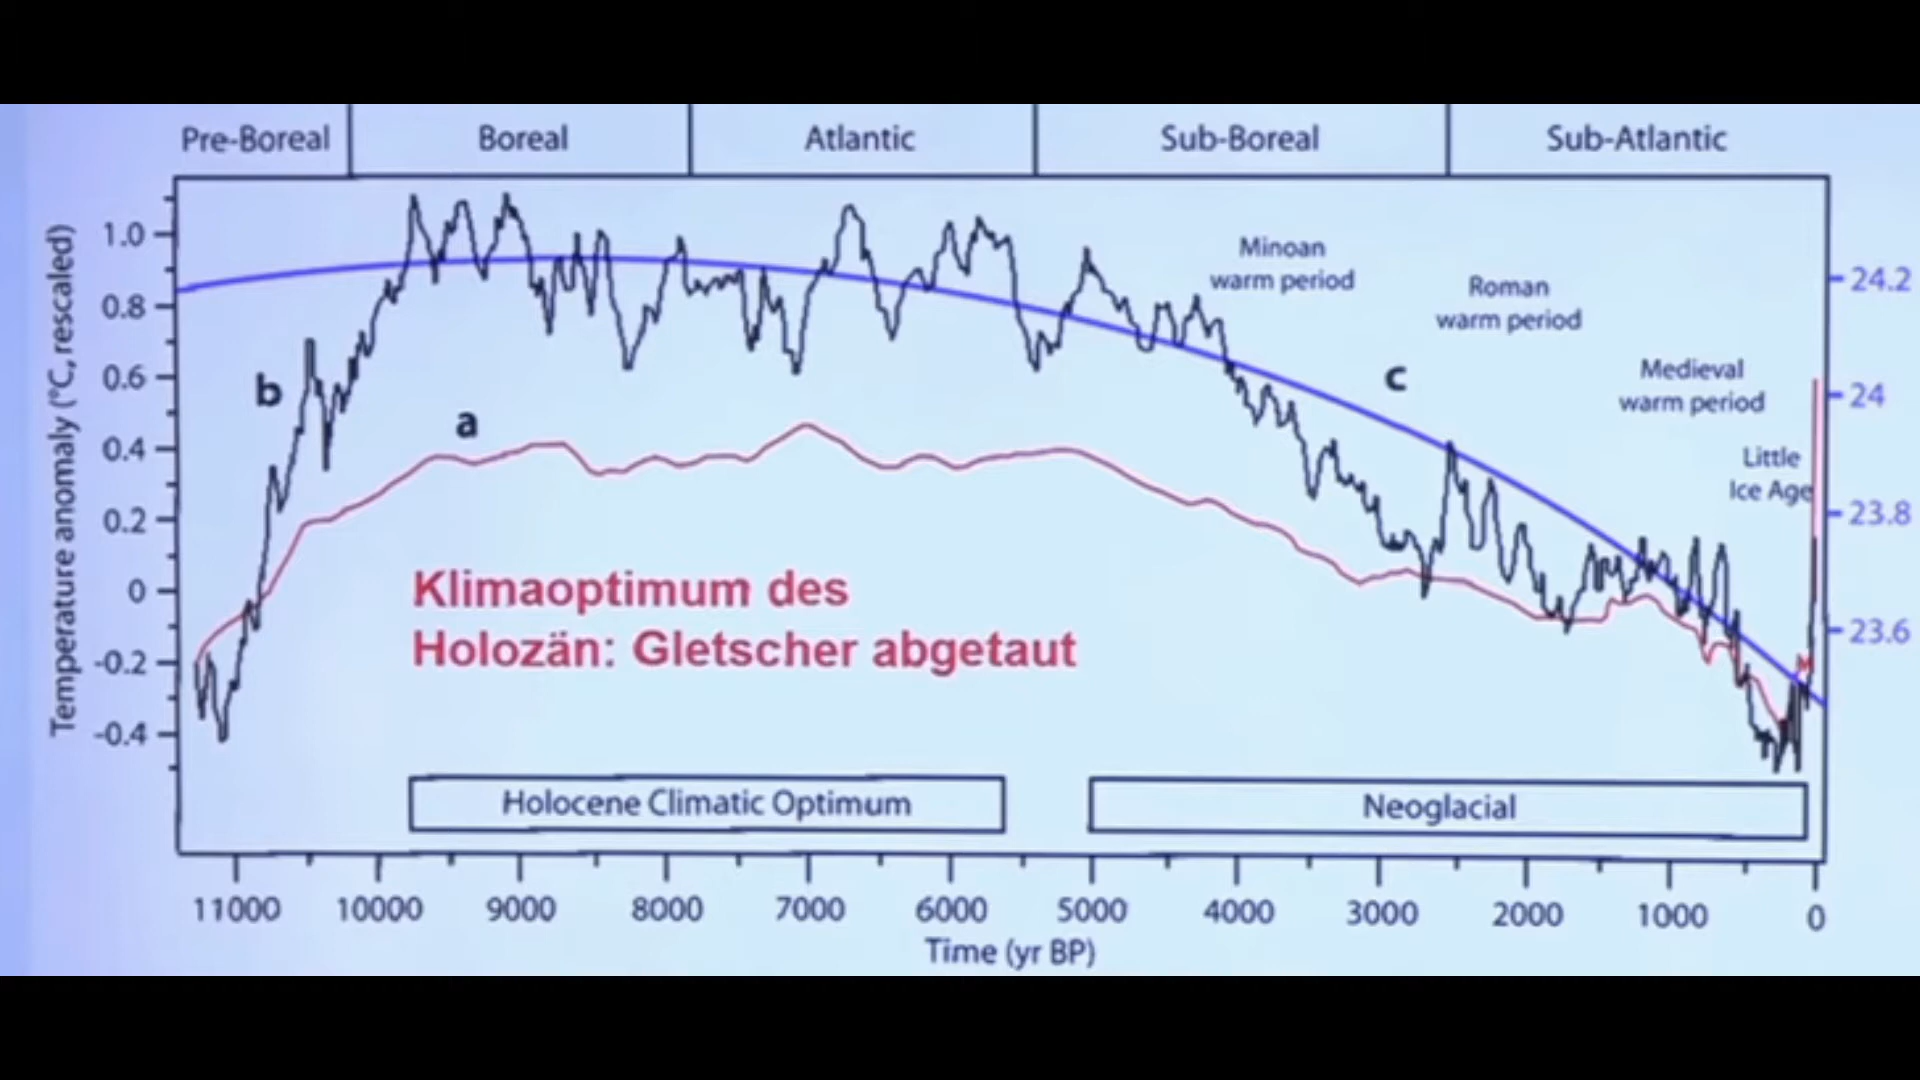 Pre-Boreal
Boreal
Atlantic
Sub-Boreal
Sub-Atlantic
Temperature anomaly (°C, rescaled)
1.0
0.8
0.6
0.4
0.2
0
-0.2
-0.4
b
a
c
Minoan
warm period
Roman
warm period
Medieval
warm period
Little
Ice Age
24.2
24
23.8
23.6
Klimaoptimum des
Holozän: Gletscher abgetaut
Holocene Climatic Optimum
Neoglacial
11000
10000
9000
8000
7000
6000
5000
4000
3000
2000
1000
0
Time (yr BP)